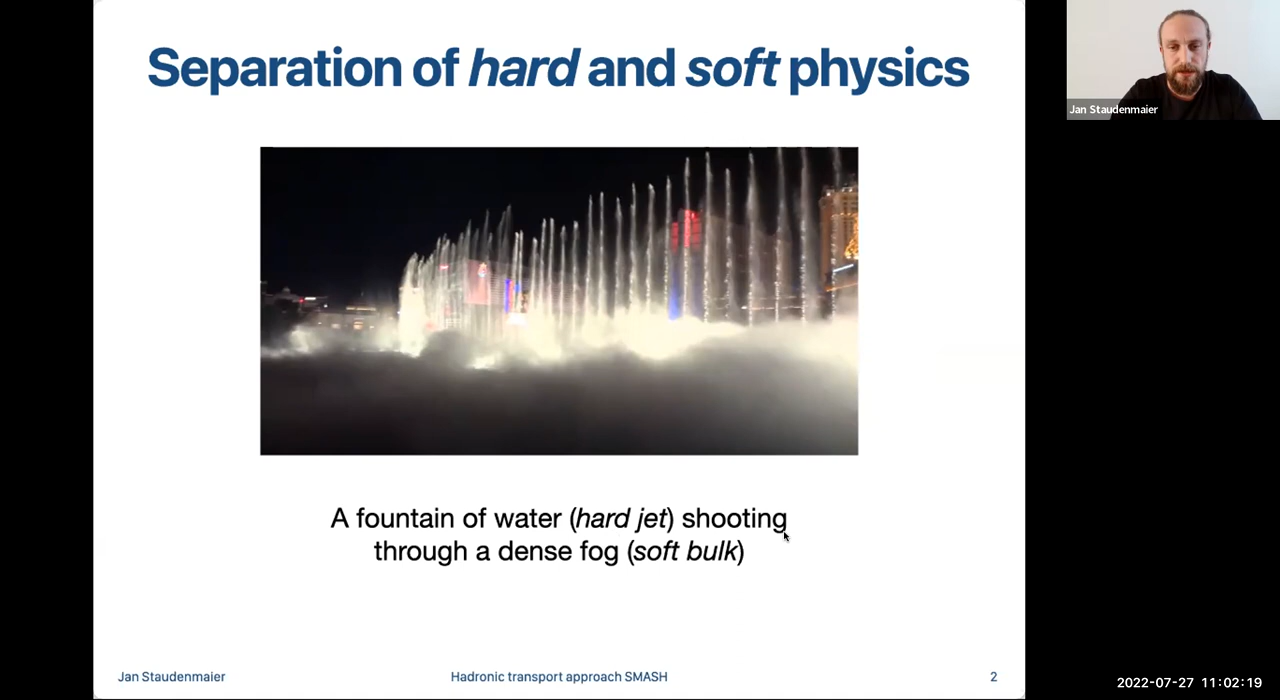 Separation of hard and soft physics
A fountain of water (hard jet) shooting
through a dense fog (soft bulk)
Jan Staudenmaier
Hadronic transport approach SMASH
2
Jan Staudenmaier
2022-07-27 11:02:19